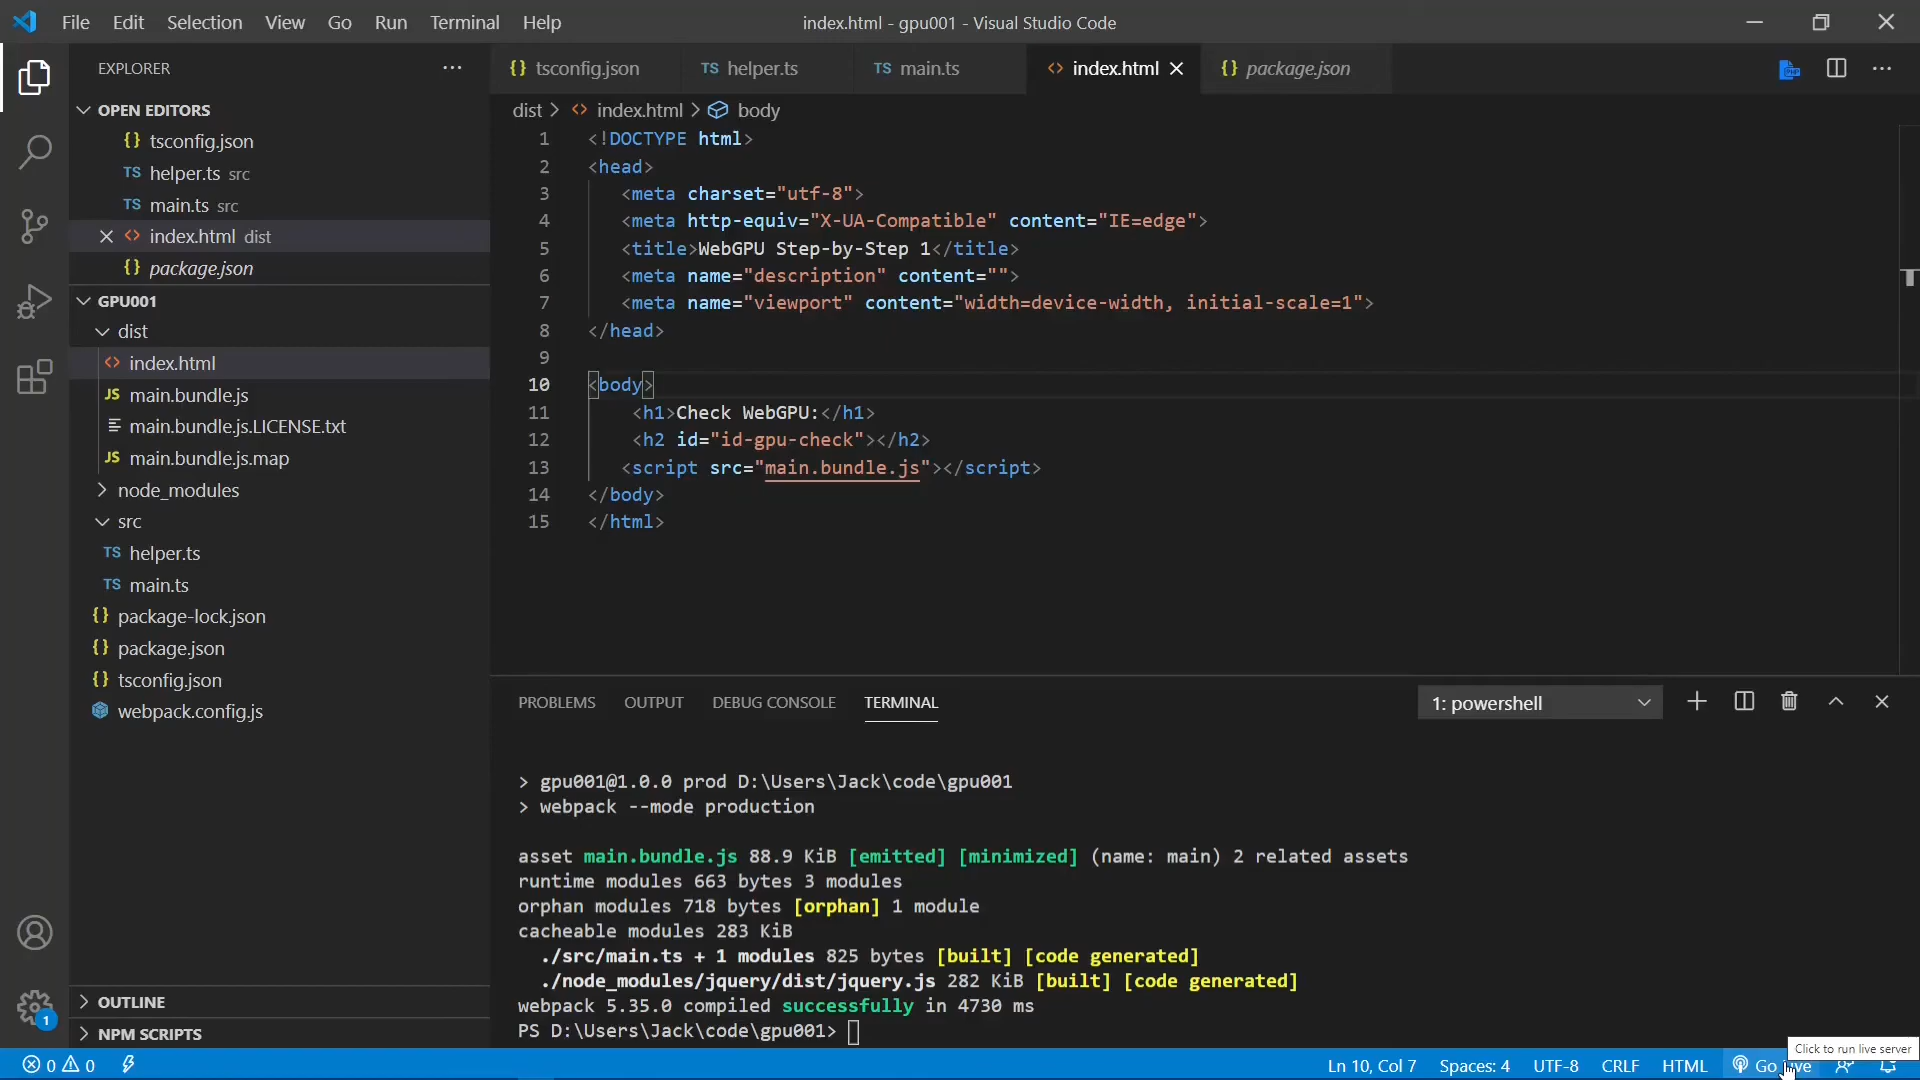 File Edit Selection View Go Run Terminal Help
index.html - gpu001 - Visual Studio Code
EXPLORER
OPEN EDITORS
{} tsconfig.json
TS helper.ts src
TS main.ts src
<> index.html dist
{} package.json
GPU001
dist
<> index.html
JS main.bundle.js
main.bundle.js.LICENSE.txt
JS main.bundle.js.map
node_modules
src
TS helper.ts
TS main.ts
{} package-lock.json
{} package.json
{} tsconfig.json
webpack.config.js
OUTLINE
NPM SCRIPTS
1
{} tsconfig.json TS helper.ts TS main.ts <> index.html {} package.json
dist > <> index.html > body
1 <!DOCTYPE html>
2 <head>
3 <meta charset="utf-8">
4 <meta http-equiv="X-UA-Compatible" content="IE=edge">
5 <title>WebGPU Step-by-Step 1</title>
6 <meta name="description" content="">
7 <meta name="viewport" content="width=device-width, initial-scale=1">
8 </head>
9
10 <body>
11 <h1>Check WebGPU:</h1>
12 <h2 id="id-gpu-check"></h2>
13 <script src="main.bundle.js"></script>
14 </body>
15 </html>
PROBLEMS OUTPUT DEBUG CONSOLE TERMINAL 1: powershell
> gpu001@1.0.0 prod D:\Users\Jack\code\gpu001
> webpack --mode production
asset main.bundle.js 88.9 KiB [emitted] [minimized] (name: main) 2 related assets
runtime modules 663 bytes 3 modules
orphan modules 718 bytes [orphan] 1 module
cacheable modules 283 KiB
./src/main.ts + 1 modules 825 bytes [built] [code generated]
./node_modules/jquery/dist/jquery.js 282 KiB [built] [code generated]
webpack 5.35.0 compiled successfully in 4730 ms
PS D:\Users\Jack\code\gpu001>
Click to run live server
0 0 Ln 10, Col 7 Spaces: 4 UTF-8 CRLF HTML Go Live